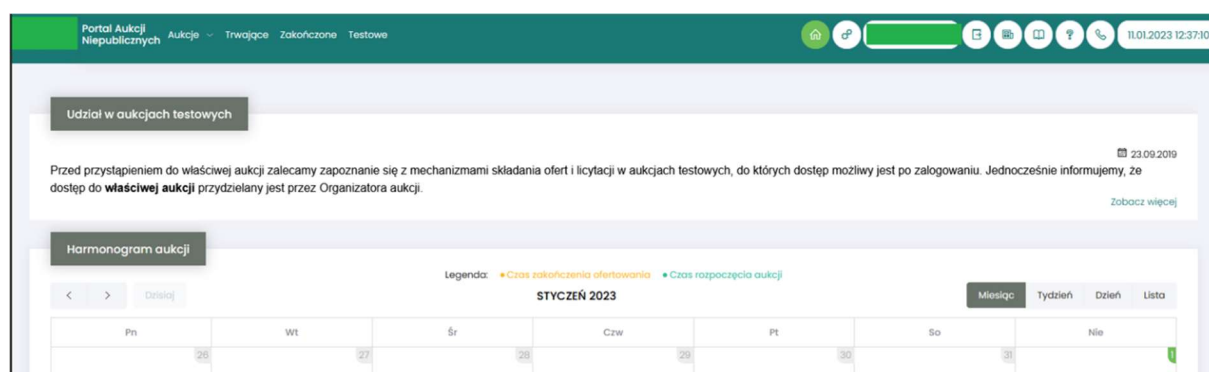 Portal Aukcji
Niepublicznych
Aukcje Trwające Zakończone Testowe
? 11.01.2023 12:37:10
Udział w aukcjach testowych
23.09.2019
Przed przystąpieniem do właściwej aukcji zalecamy zapoznanie się z mechanizmami składania ofert i licytacji w aukcjach testowych, do których dostęp możliwy jest po zalogowaniu. Jednocześnie informujemy, że
dostęp do właściwej aukcji przydzielany jest przez Organizatora aukcji.
Zobacz więcej
Harmonogram aukcji
Legenda: •Czas zakończenia ofertowania •Czas rozpoczęcia aukcji
< > Dzisiaj STYCZEŃ 2023 Miesiąc Tydzień Dzień Lista
Pn Wt Śr Czw Pt So Nie
26 27 28 29 30 31 1